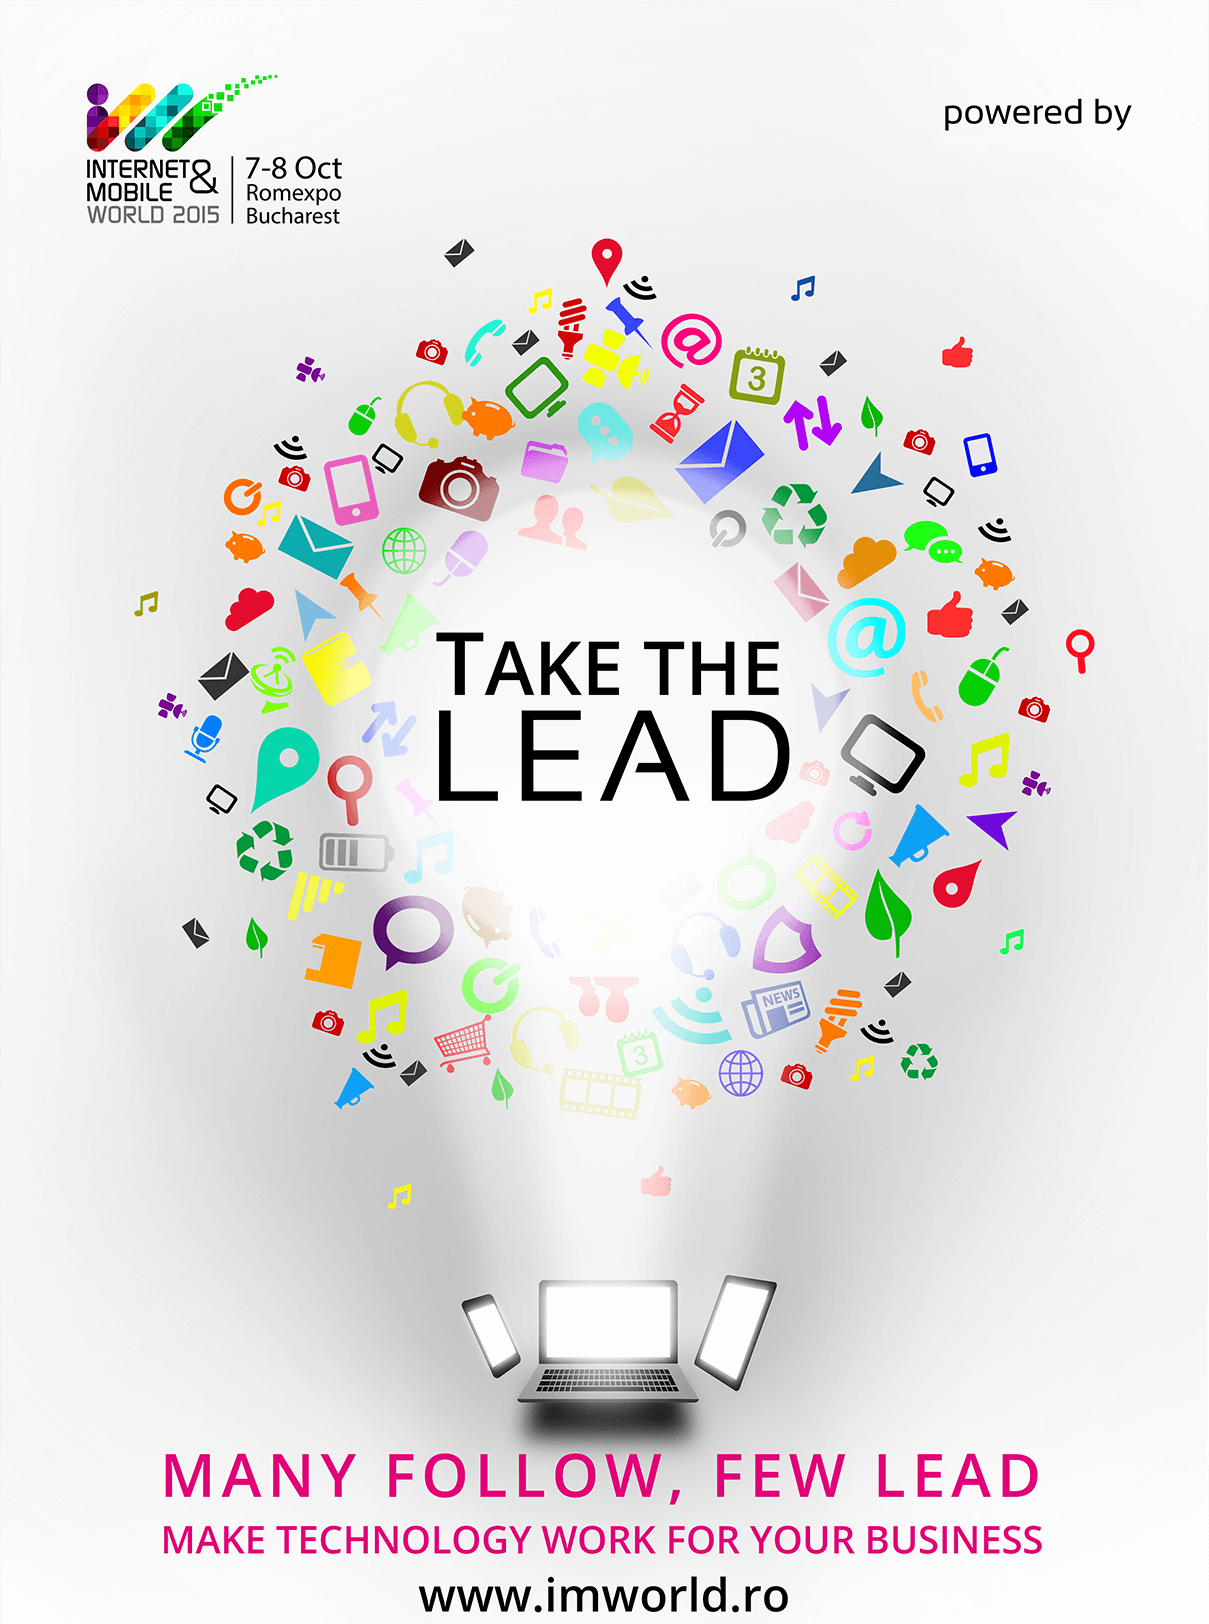 powered by
INTERNET &
MOBILE
WORLD 2015
7-8 Oct
Romexpo
Bucharest
@
3
@
TAKE THE
LEAD
NEWS
3
MANY FOLLOW, FEW LEAD
MAKE TECHNOLOGY WORK FOR YOUR BUSINESS
www.imworld.ro